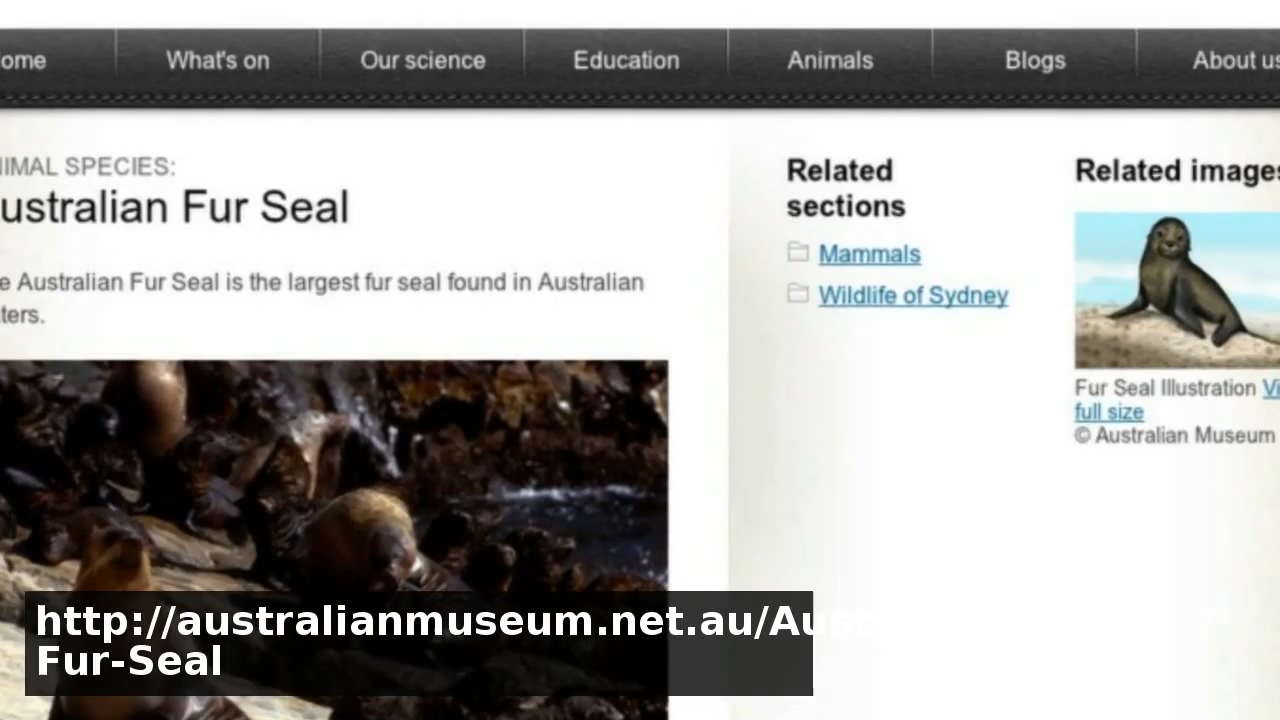 ome What's on Our science Education Animals Blogs About us
IMAL SPECIES:
ustralian Fur Seal
e Australian Fur Seal is the largest fur seal found in Australian
ters.
Related
sections
Mammals
Wildlife of Sydney
Related images
Fur Seal Illustration Vi
full size
© Australian Museum
http://australianmuseum.net.au/Australian-
Fur-Seal